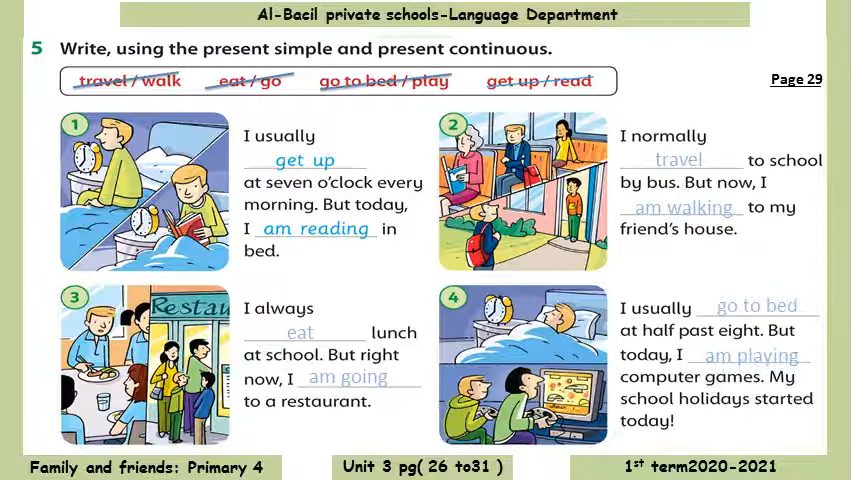 Al-Bacil private schools-Language Department
5 Write, using the present simple and present continuous.
travel / walk eat / go go to bed / play get up / read
Page 29
1
I usually
get up
at seven o'clock every
morning. But today,
I am reading in
bed.
2
I normally
travel to school
by bus. But now, I
am walking to my
friend's house.
3
Restau
I always
eat lunch
at school. But right
now, I am going
to a restaurant.
4
I usually go to bed
at half past eight. But
today, I am playing
computer games. My
school holidays started
today!
Family and friends: Primary 4 Unit 3 pg( 26 to31 ) 1st term2020-2021